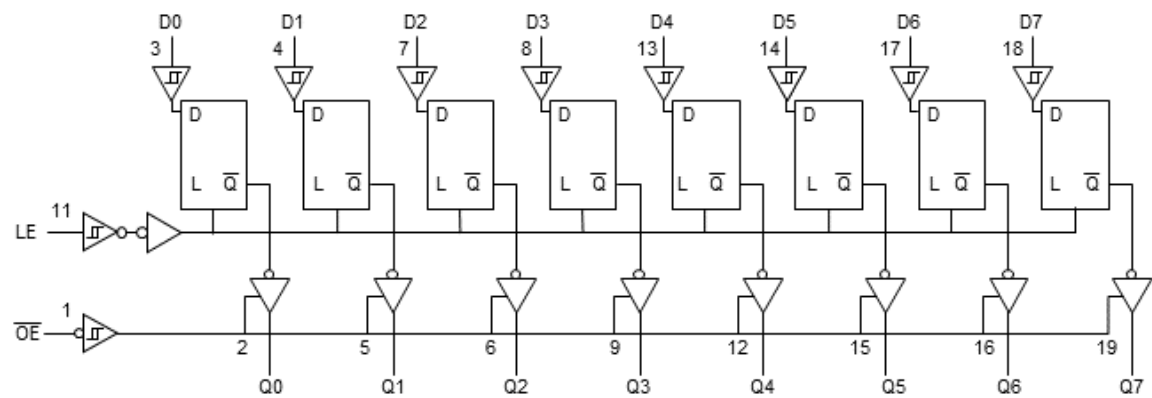 D0 D1 D2 D3 D4 D5 D6 D7
3 4 7 8 13 14 17 18
D D D D D D D D
L Q̅ L Q̅ L Q̅ L Q̅ L Q̅ L Q̅ L Q̅ L Q̅
11
LE
1
O̅E̅
2 5 6 9 12 15 16 19
Q0 Q1 Q2 Q3 Q4 Q5 Q6 Q7